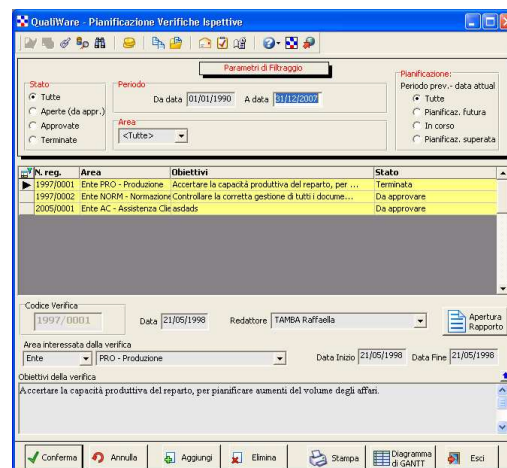 QualiWare - Pianificazione Verifiche Ispettive
Parametri di Filtraggio
Stato
Tutte
Aperte (da appr.)
Approvate
Terminate
Periodo
Da data 01/01/1990 A data 31/12/2007
Area
<Tutte>
Pianificazione:
Periodo prev.- data attual
Tutte
Pianificaz. futura
In corso
Pianificaz. superata
N. reg. Area Obiettivi Stato
1997/0001 Ente PRO - Produzione Accertare la capacità produttiva del reparto, per ... Terminata
1997/0002 Ente NORM - Normazione Controllare la corretta gestione di tutti i docume... Da approvare
2005/0001 Ente AC - Assistenza Clie asdads Da approvare
Codice Verifica
1997/0001
Data 21/05/1998 Redattore TAMBA Raffaella
Apertura
Rapporto
Area interessata dalla verifica
Ente PRO - Produzione Data Inizio 21/05/1998 Data Fine 21/05/1998
Obiettivi della verifica
Accertare la capacità produttiva del reparto, per pianificare aumenti del volume degli affari.
Conferma Annulla Aggiungi Elimina Stampa Diagramma di GANTT Esci